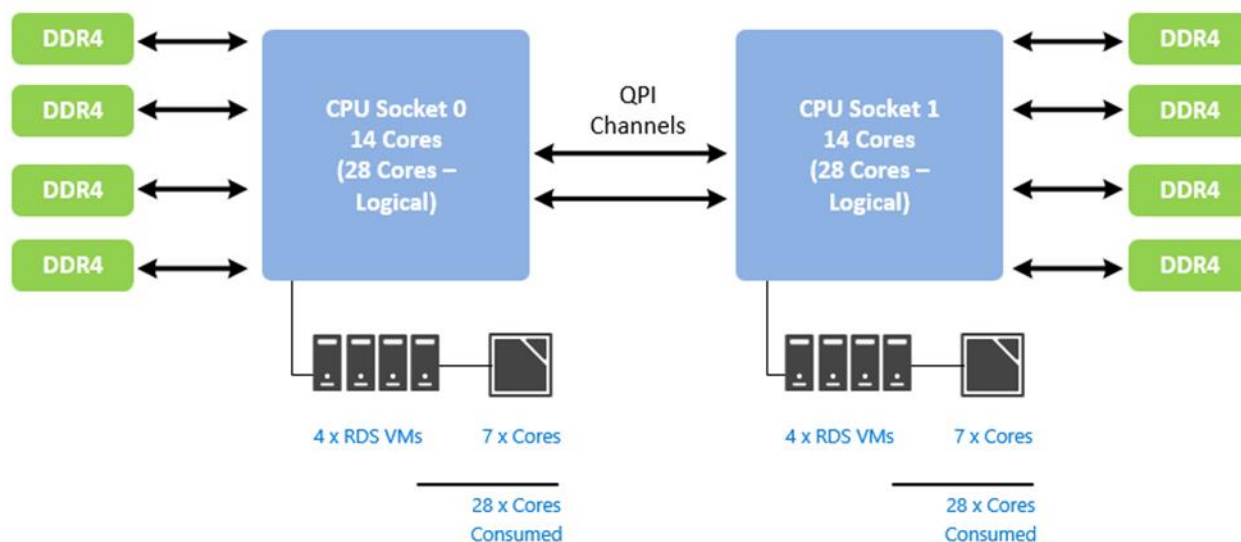 DDR4
DDR4
DDR4
DDR4
CPU Socket 0
14 Cores
(28 Cores –
Logical)
QPI
Channels
CPU Socket 1
14 Cores
(28 Cores –
Logical)
DDR4
DDR4
DDR4
DDR4
4 x RDS VMs
7 x Cores
28 x Cores
Consumed
4 x RDS VMs
7 x Cores
28 x Cores
Consumed